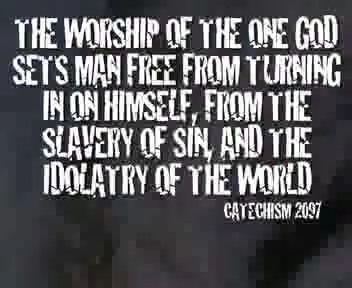 THE WORSHIP OF THE ONE GOD
SETS MAN FREE FROM TURNING
IN ON HIMSELF, FROM THE
SLAVERY OF SIN, AND THE
IDOLATRY OF THE WORLD
CATECHISM 2097